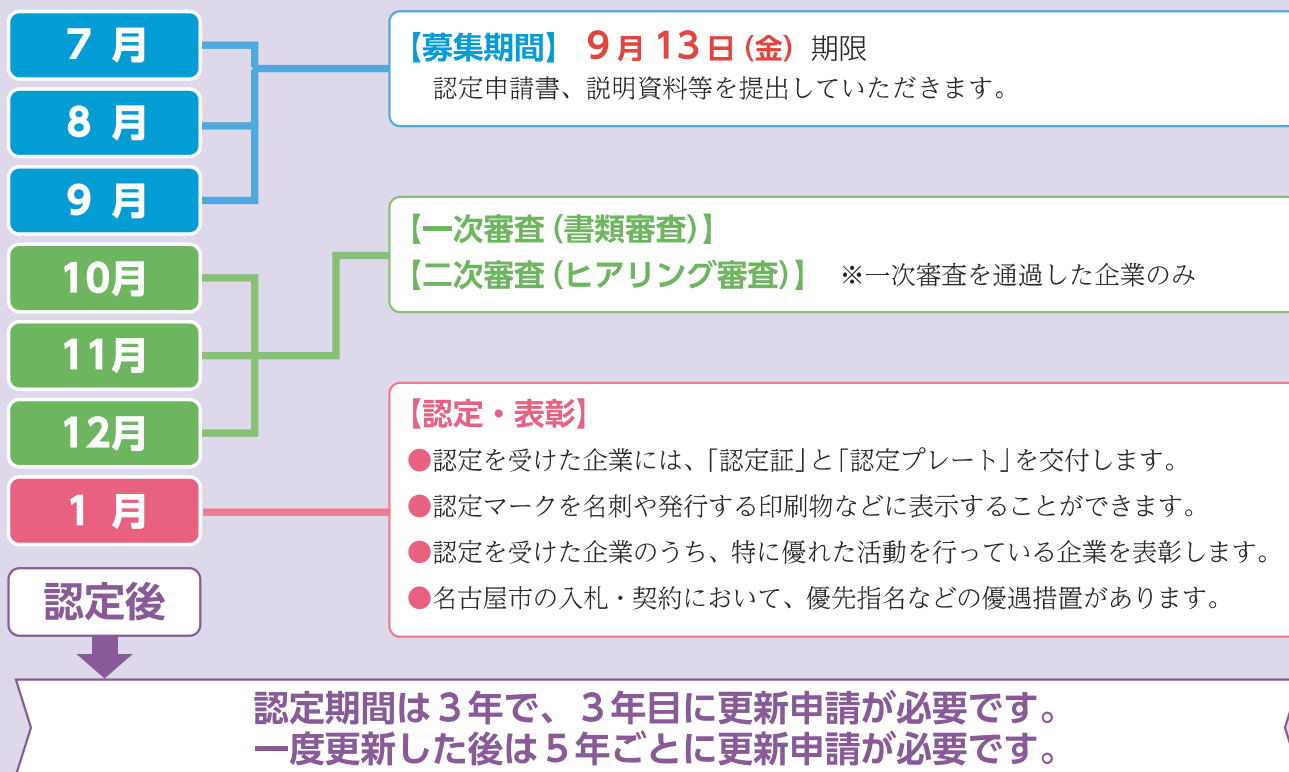 7 月
8 月
9 月
10月
11月
12月
1 月
認定後
【募集期間】 9月13日(金) 期限
認定申請書、説明資料等を提出していただきます。
【一次審査(書類審査)】
【二次審査(ヒアリング審査)】 ※一次審査を通過した企業のみ
【認定・表彰】
●認定を受けた企業には、「認定証」と「認定プレート」を交付します。
●認定マークを名刺や発行する印刷物などに表示することができます。
●認定を受けた企業のうち、特に優れた活動を行っている企業を表彰します。
●名古屋市の入札・契約において、優先指名などの優遇措置があります。
認定期間は3年で、3年目に更新申請が必要です。
一度更新した後は5年ごとに更新申請が必要です。